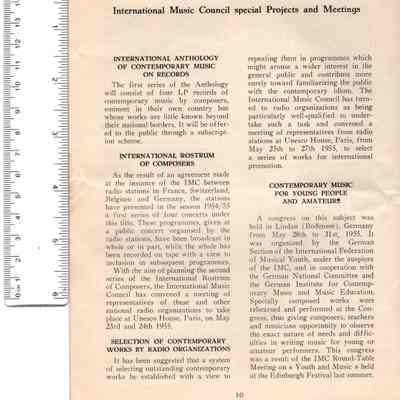 International Music Council special Projects and Meetings
INTERNATIONAL ANTHOLOGY
OF CONTEMPORARY MUSIC
ON RECORDS
The first series of the Anthology
will consist of four LP records of
contemporary music by composers,
eminent in their own country but
whose works are little known beyond
their national borders. It will be offer-
ed to the public through a subscript-
ion scheme.
INTERNATIONAL ROSTRUM
OF COMPOSERS
As the result of an agreement made
at the instance of the IMC between
radio stations in France, Switzerland,
Belgium and Germany, the stations
have presented in the season 1954/55
a first series of four concerts under
this title. These programmes, given at
a public concert organised by the
radio stations, have been broadcast in
whole or in part, while the whole has
been recorded on tape with a view to
inclusion in subsequent programmes.
With the aim of planning the second
series of the International Rostrum
of Composers, the International Music
Council has convened a meeting of
representatives of these and other
national radio organizations to take
place at Unesco House, Paris, on May
23rd and 24th 1955.
SELECTION OF CONTEMPORARY
WORKS BY RADIO ORGANIZATIONS
It has been suggested that a system
of selecting outstanding contemporary
works be established with a view to
repeating them in programmes which
might arouse a wider interest in the
general public and contribute more
surely toward familiarizing the public
with the contemporary idiom. The
International Music Council has turn-
ed to radio organisations as being
particularly well-qualified to under-
take such a task and convened a
meeting of representatives from radio
stations at Unesco House, Paris, from
May 25th to 27th 1955, to select
a series of works for international
promotion.
CONTEMPORARY MUSIC
FOR YOUNG PEOPLE
AND AMATEURS
A congress on this subject was
held in Lindau (Bodensee), Germany
from May 28th to 31st, 1955. It
was organized by the German
Section of the International Federation
of Musical Youth, under the auspices
of the IMC, and in cooperation with
the German National Committee and
the German Institute for Contempo-
rary Music and Music Education.
Specially composed works were
rehearsed and performed at the Con-
gress, thus giving composers, teachers
and musicians opportunity to observe
the exact nature of needs and diffic-
ulties in writing music for young or
amateur performers. This congress
was a result of the IMC Round-Table
Meeting on « Youth and Music » held
at the Edinburgh Festival last summer.
10